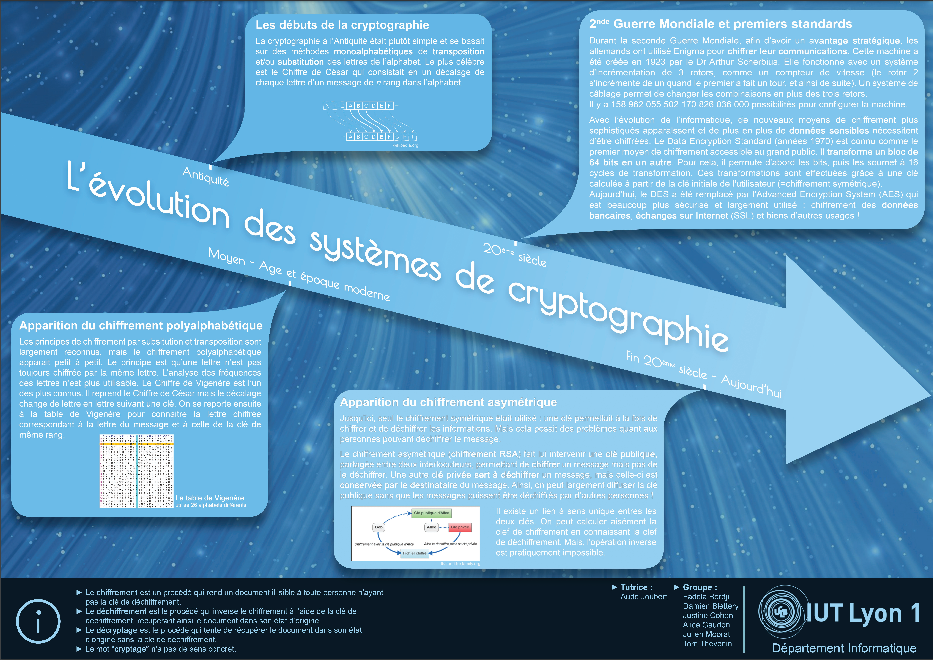 Les débuts de la cryptographie
La cryptographie à l'Antiquité était plutôt simple et se basait
sur des méthodes monoalphabétiques de transposition
et/ou substitution des lettres de l'alphabet. Le plus célèbre
est le Chiffre de César qui consistait en un décalage de
chaque lettre d'un message de n rang dans l'alphabet.
2nde Guerre Mondiale et premiers standards
Durant le seconde Guerre Mondiale, afin d'avoir un avantage stratégique, les
allemands ont utilisé Enigma pour chiffrer leur communications. Cette machine a
été créée en 1923 par le Dr Arthur Scherbius. Elle fonctionne avec un système
d'incrémentation de 3 rotors, comme un compteur de vitesse (le rotor 2
s'incrémente de un quand le premier a fait un tour, et ainsi de suite). Un système de
câblage permet de changer les combinaisons en plus des trois rotors.
Il y a 158 962 555 502 170 826 036 000 possibilités pour configurer la machine.
Avec l'évolution de l'informatique, de nouveaux moyens de chiffrement plus
sophistiqués apparaissent et de plus en plus de données sensibles nécessitent
d'être chiffrées. Le Data Encryption Standard (années 1970) est connu comme le
premier moyen de chiffrement accessible au grand public. Il transforme un bloc de
64 bits en un autre. Pour cela, il permute d'abord les bits, puis les soumet à 16
cycles de transformation. Ces transformations sont effectuées grâce à une clé
calculée à partir de la clé initiale de l'utilisateur (chiffrement symétrique).
Aujourd'hui, le DES a été remplacé par l'Advanced Encryption System (AES) qui
est beaucoup plus sécurisé et largement utilisé : chiffrement des données
bancaires, échanges sur Internet (SSL) et biens d'autres usages !
Antiquité
L'évolution des systèmes de cryptographie
20ème siècle
Moyen - Age et époque moderne
Fin 20ème siècle - Aujourd'hui
Apparition du chiffrement polyalphabétique
Les principes de chiffrement par substitution et transposition sont
largement reconnus, mais le chiffrement polyalphabétique
apparait petit à petit. Le principe est qu'une lettre n'est pas
toujours chiffrée par la même lettre. L'analyse des fréquences
des lettres n'est plus utilisable. Le Chiffre de Vigenère est l'un
des plus connus. Il reprend le Chiffre de César mais le décalage
change de lettre en lettre suivant une clé. On se reporte ensuite
à la table de Vigenère pour connaitre la lettre chiffrée
correspondant à la lettre du message et à celle de la clé de
même rang.
La table de Vigenère
Apparition du chiffrement asymétrique
Jusqu'ici, seul le chiffrement symétrique était utilisé : une clé permettait à la fois de
chiffrer et de déchiffrer les informations. Mais cela posait des problèmes quant aux
personnes pouvant déchiffrer le message.
Le chiffrement asymétrique (chiffrement RSA) fait intervenir une clé publique,
partagée entre deux interlocuteurs, permettant de chiffrer un message mais pas de
le déchiffrer. Une autre clé privée sert à déchiffrer un message, mais celle-ci est
conservée par le destinataire du message. Ainsi, on peut largement diffuser la clé
publique sans que les messages puissent être déchiffrés par d'autres personnes !
Il existe un lien à sens unique entres les
deux clés. On peut calculer aisément la
clef de chiffrement en connaissant la clef
de déchiffrement. Mais, l'opération inverse
est pratiquement impossible.
Le chiffrement est un procédé qui rend un document illisible à toute personne n'ayant
pas la clé de déchiffrement.
Le déchiffrement est le procédé qui inverse le chiffrement à l'aide de la clé de
déchiffrement, récupérant ainsi le document dans son état d'origine.
Le décryptage est le procédé qui tente de récupérer le document dans son état
d'origine sans la clé de déchiffrement.
Le mot "cryptage" n'a pas de sens concret.
Tutrice :
Aude Joubert
Groupe :
Damien Blettery
Justine Cohen
Alice Gaudon
Julien
Tom Thevenin
IUT Lyon 1
Département Informatique